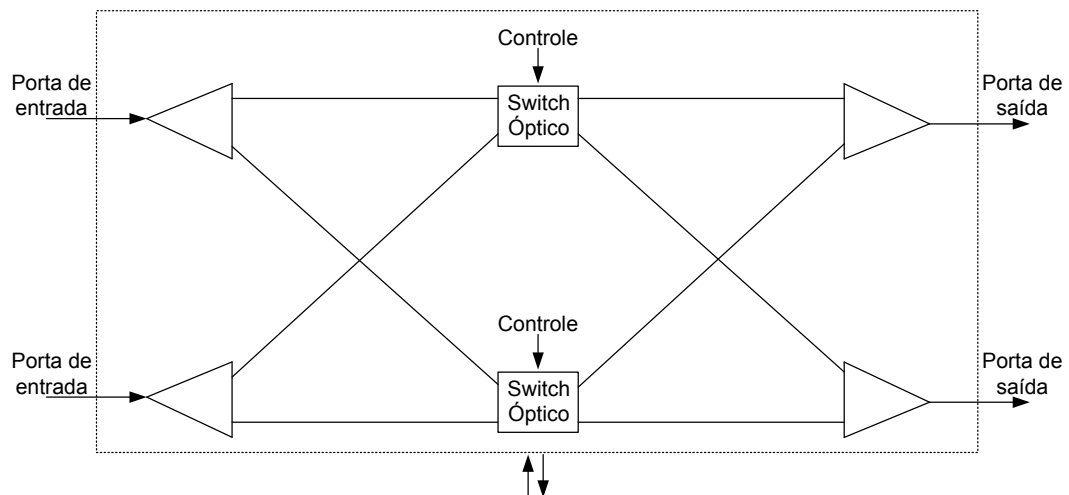 Controle
Porta de
entrada
Switch
Óptico
Porta de
saída
Controle
Porta de
entrada
Switch
Óptico
Porta de
saída